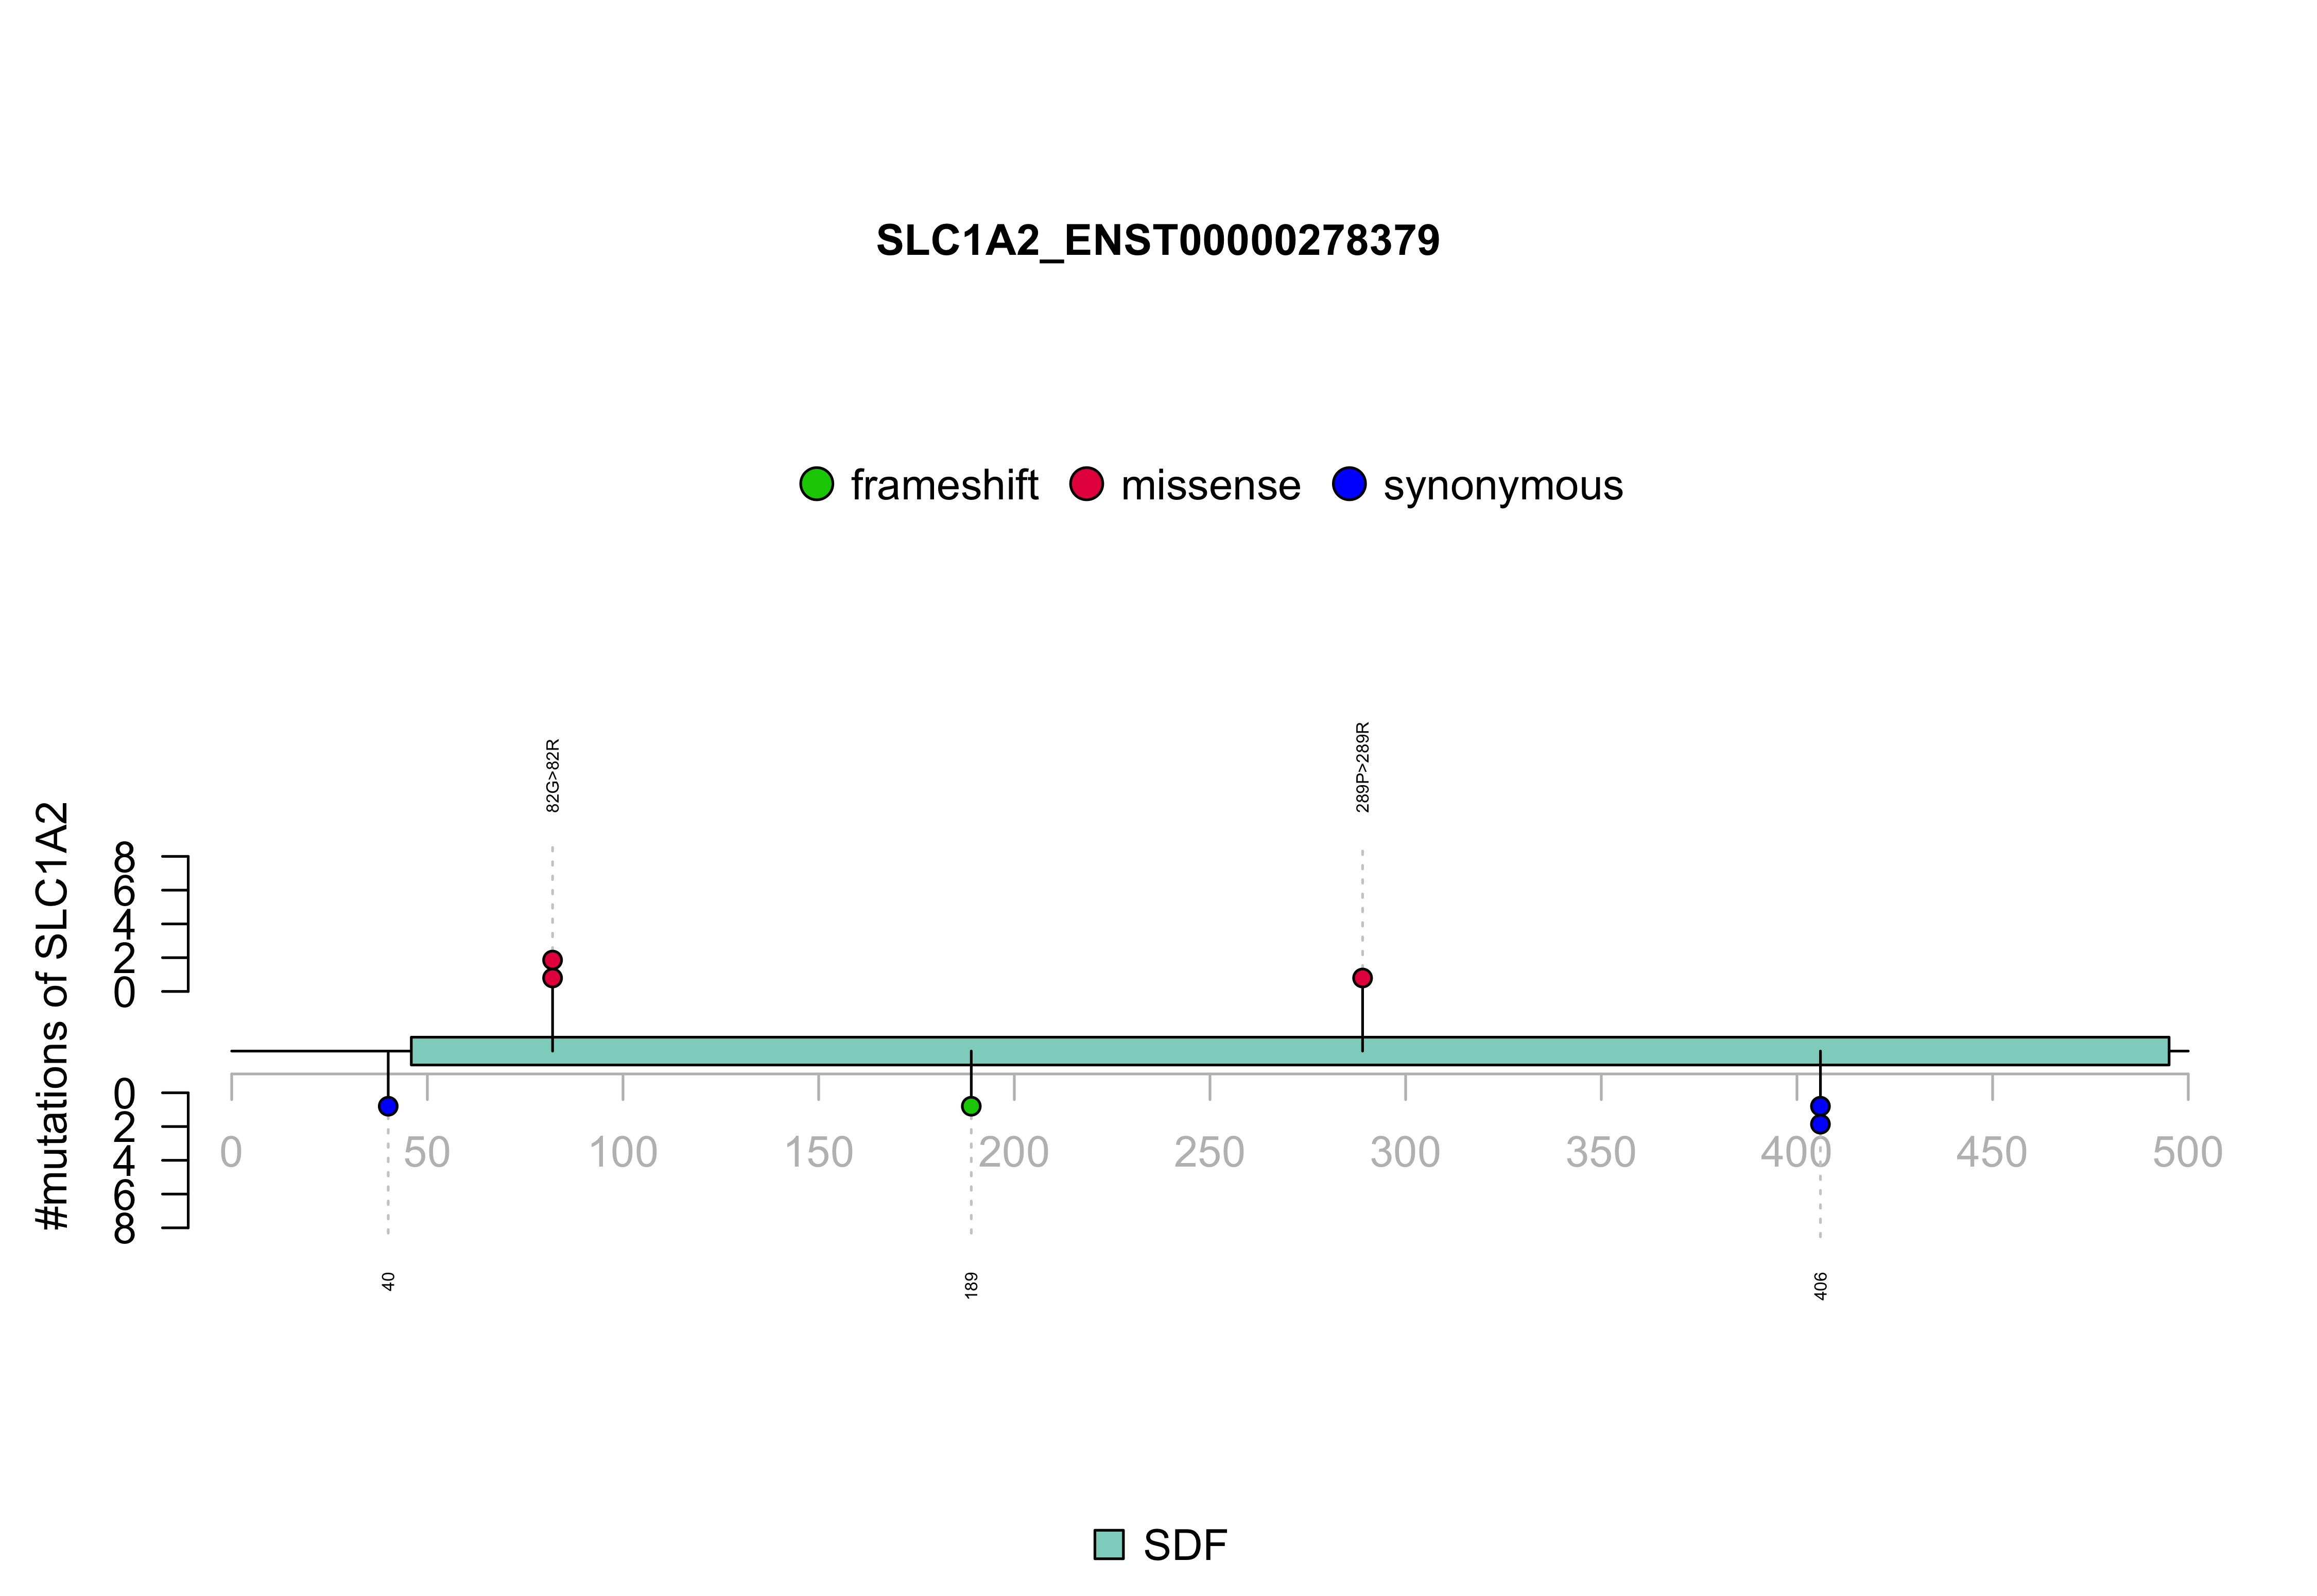 SLC1A2_ENST00000278379
frameshift missense synonymous
82G>82R
289P>289R
#mutations of SLC1A2
8
6
4
2
0
0
2
4
6
8
0 50 100 150 200 250 300 350 400 450 500
40
189
406
SDF